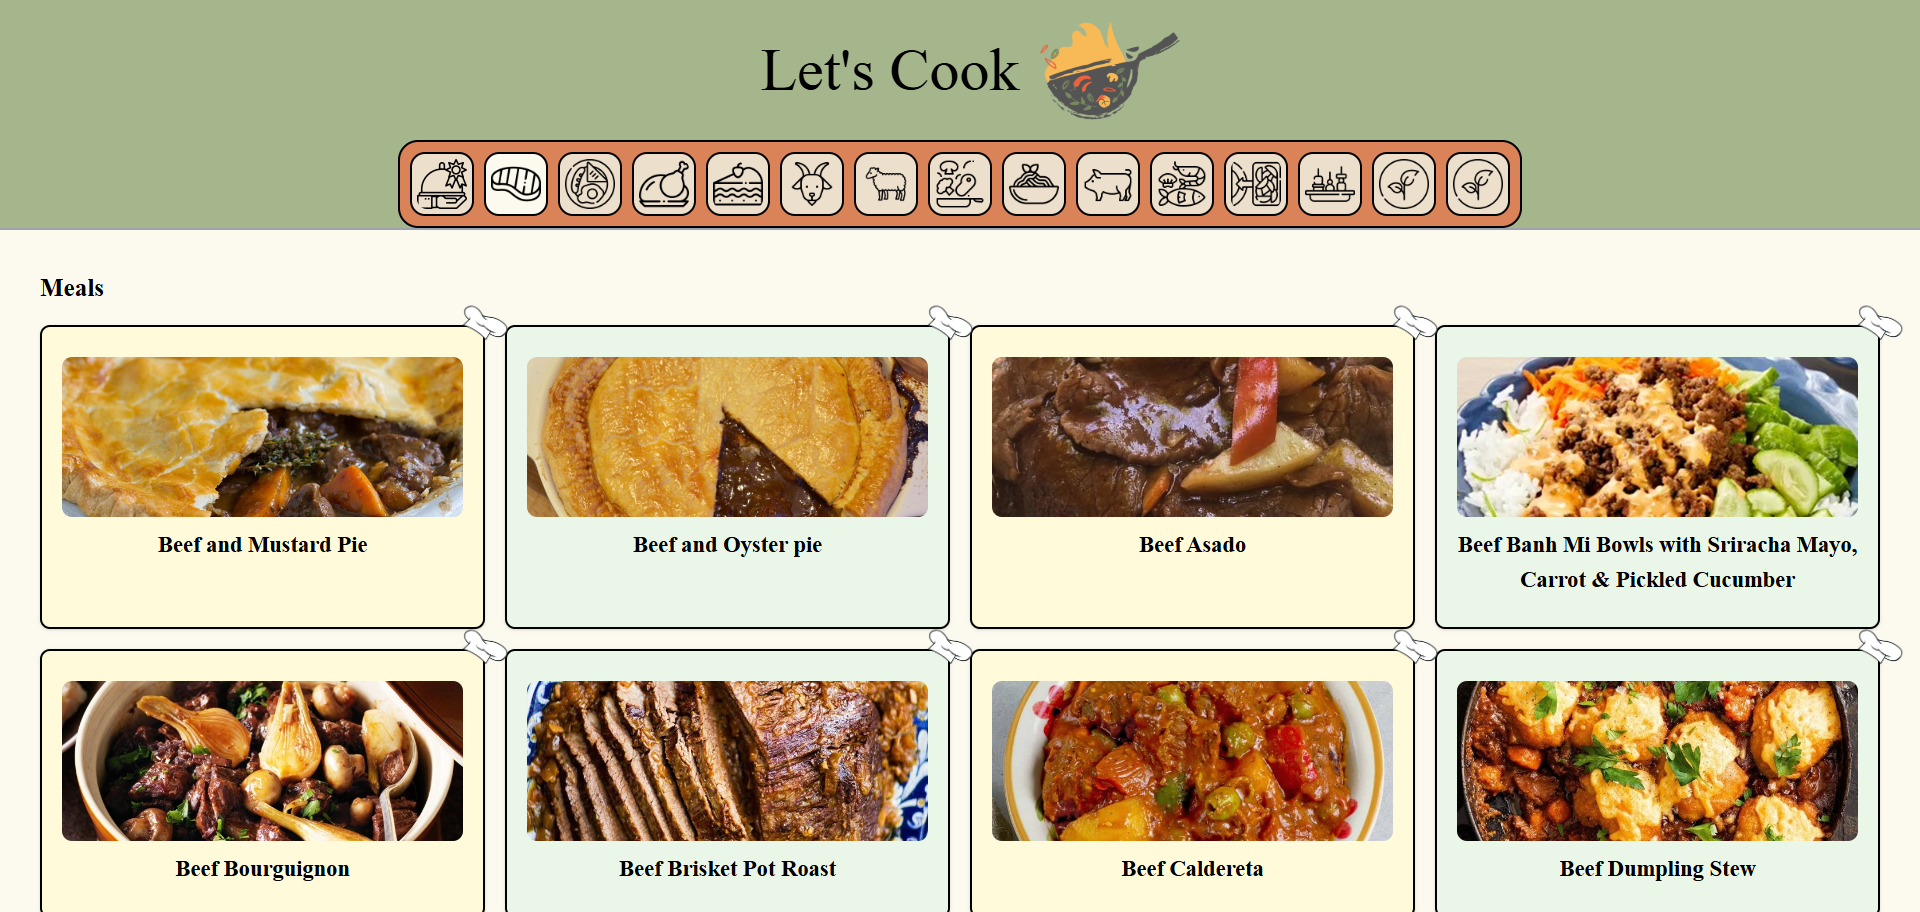 Let's Cook
Meals
Beef and Mustard Pie
Beef and Oyster pie
Beef Asado
Beef Banh Mi Bowls with Sriracha Mayo,
Carrot & Pickled Cucumber
Beef Bourguignon
Beef Brisket Pot Roast
Beef Caldereta
Beef Dumpling Stew